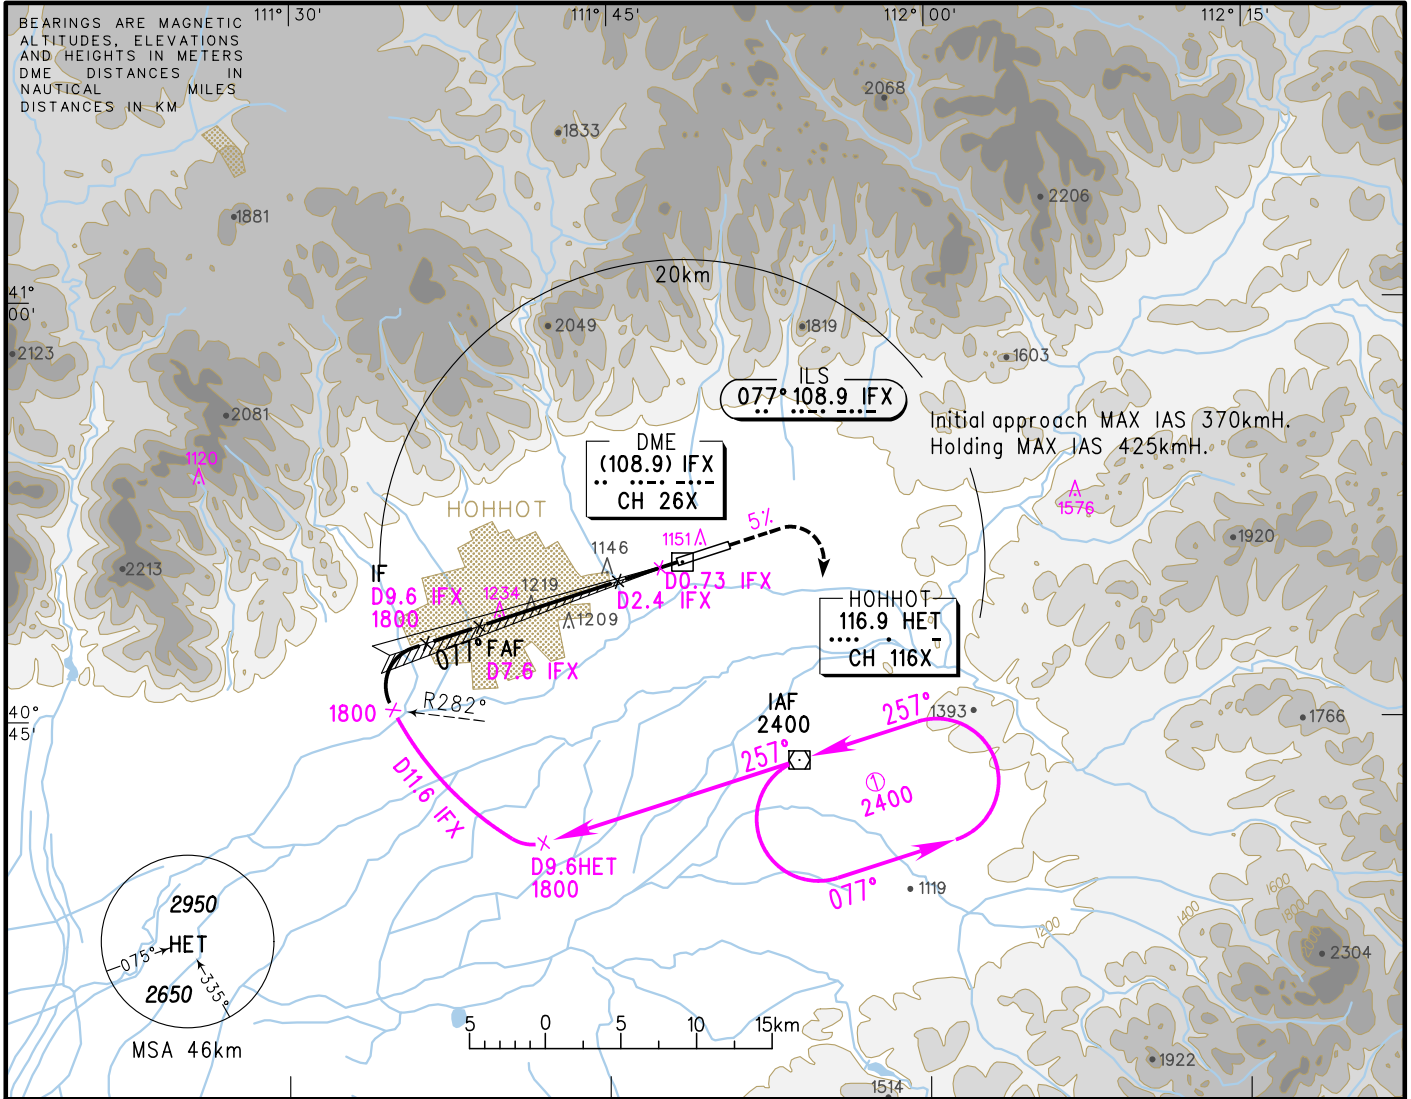 111°30'
111°45'
112°00'
112°15'
BEARINGS ARE MAGNETIC
ALTITUDES, ELEVATIONS
AND HEIGHTS IN METERS
DME DISTANCES IN
NAUTICAL MILES
DISTANCES IN KM
2068
1833
2206
1881
20km
41°
00'
2049
1819
2123
1603
ILS
077° 108.9 IFX
2081
Initial approach MAX IAS 370kmH.
Holding MAX IAS 425kmH.
DME
(108.9) IFX
CH 26X
1120
1576
HOHHOT
5%
1151
1920
1146
2213
IF
D9.6 IFX
1800
1234
1219
1209
D0.73 IFX
D2.4 IFX
HOHHOT
116.9 HET
CH 116X
011°
FAF
D7.6 IFX
R282°
1800
40°
45'
IAF
2400
257°
1393
1766
257°
1
2400
D11.6 IFX
D9.6HET
1800
077°
1119
1600
1400
1800
2000
1200
2304
2950
HET
075°
335°
2650
MSA 46km
5 0 5 10 15km
1922
1514